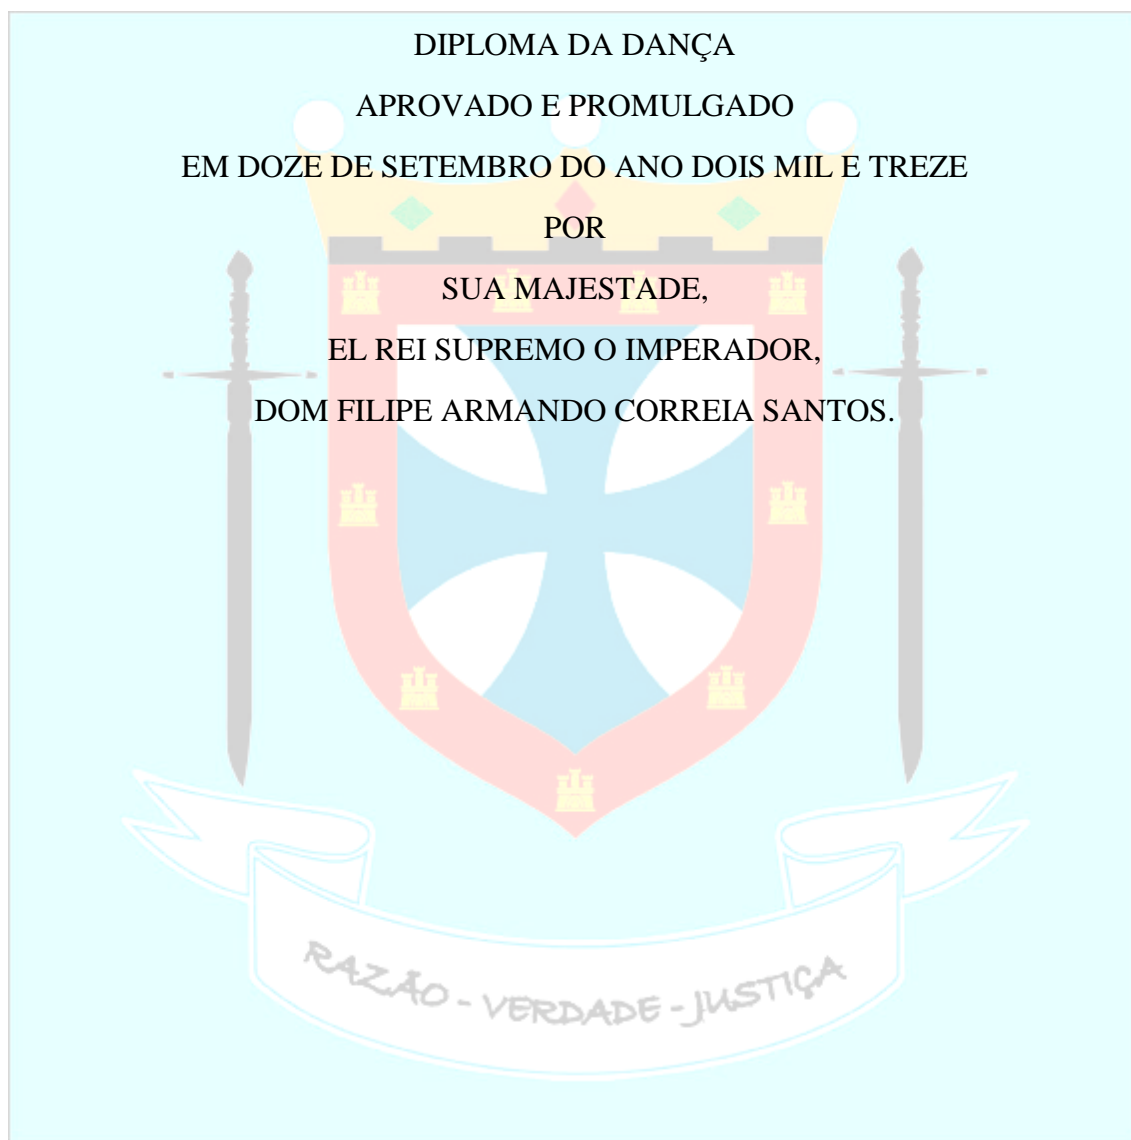 DIPLOMA DA DANÇA
APROVADO E PROMULGADO
EM DOZE DE SETEMBRO DO ANO DOIS MIL E TREZE
POR
SUA MAJESTADE,
EL REI SUPREMO O IMPERADOR,
DOM FILIPE ARMANDO CORREIA SANTOS.
RAZÃO - VERDADE - JUSTIÇA